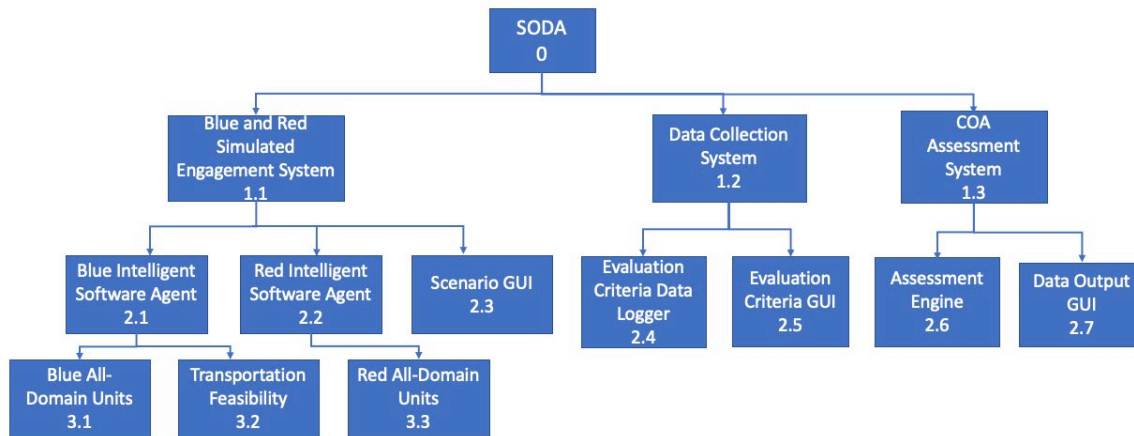 SODA
0
Blue and Red
Simulated
Engagement System
1.1
Data Collection
System
1.2
COA
Assessment
System
1.3
Blue Intelligent
Software Agent
2.1
Red Intelligent
Software Agent
2.2
Scenario GUI
2.3
Evaluation
Criteria Data
Logger
2.4
Evaluation
Criteria GUI
2.5
Assessment
Engine
2.6
Data Output
GUI
2.7
Blue All-
Domain Units
3.1
Transportation
Feasibility
3.2
Red All-Domain
Units
3.3